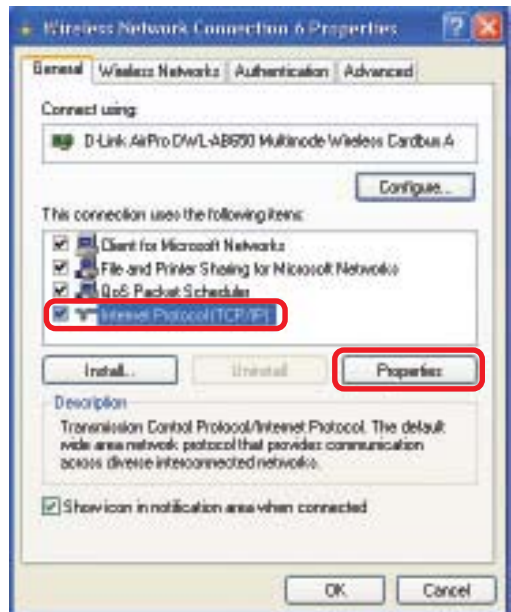 Wireless Network Connection 6 Properties
General Wireless Networks Authentication Advanced
Connect using:
D-Link AirPro DWL-AB650 Multimode Wireless Cardbus A
Configure...
This connection uses the following items:
Client for Microsoft Networks
File and Printer Sharing for Microsoft Networks
QoS Packet Scheduler
Internet Protocol (TCP/IP)
Install...
Uninstall
Properties
Description
Transmission Control Protocol/Internet Protocol. The default
wide area network protocol that provides communication
across diverse interconnected networks.
Show icon in notification area when connected
OK
Cancel